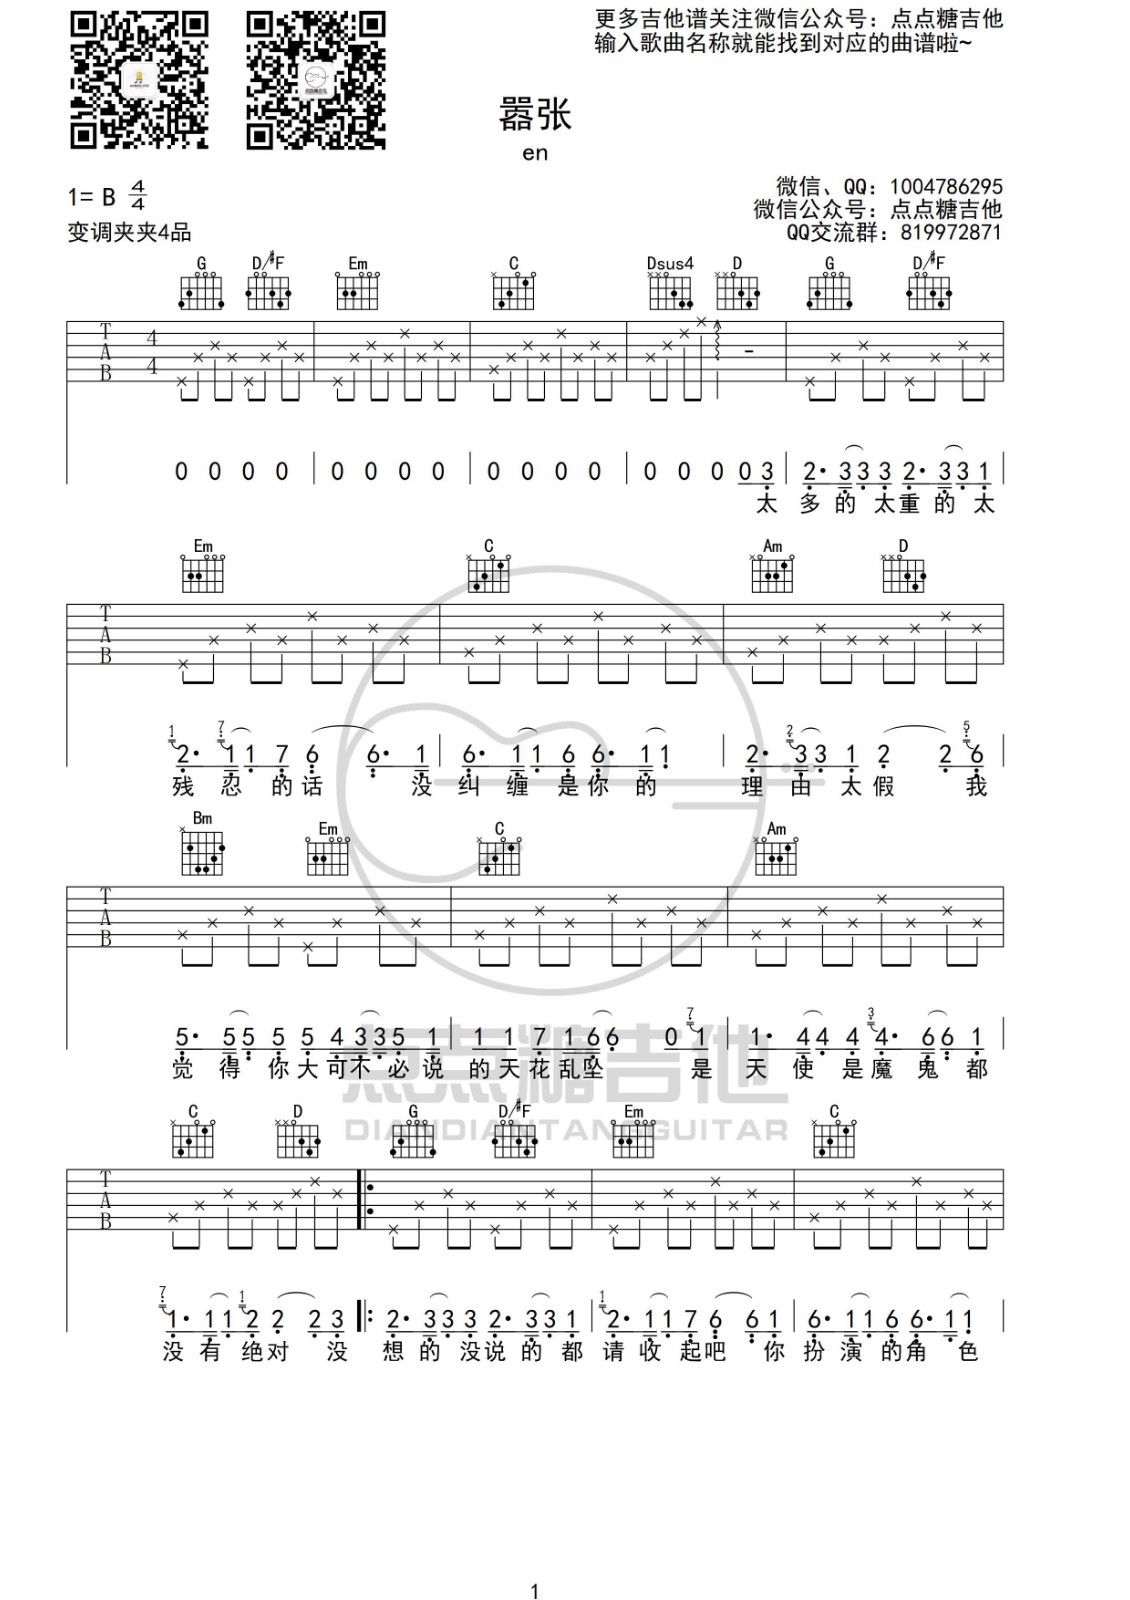 更多吉他谱关注微信公众号：点点糖吉他
输入歌曲名称就能找到对应的曲谱啦~
嚣张
en
1= B 4/4
变调夹夹4品
微信、QQ：1004786295
微信公众号：点点糖吉他
QQ交流群：819972871
G D/#F Em C Dsus4 D G D/#F
T A B 4 4
0 0 0 0 0 0 0 0 0 0 0 0 0 0 0 0 3 2· 3 3 3 2· 3 3 1
太 多 的 太 重 的 太
Em C Am D
T A B
1 2· 7 1 1 7 6 6· 1 6· 1 1 6 6· 1 1 2· 2 3 3 1 2 2 5 6
残 忍 的 话 没 纠 缠 是 你 的 理 由 太 假 我
Bm Em C Am
T A B
5· 5 5 5 5 4 3 3 5 1 1 1 7 1 6 6 0 7 1 1· 4 4 4 3 4· 6 6 1
觉 得 你 大 可 不 必 说 的 天 花 乱 坠 是 天 使 是 魔 鬼 都
点点糖吉他
DIANDIANTANGGUITAR
C D G D/#F Em C
T A B
7 1· 1 1 1 2 2 2 3 2· 3 3 3 2· 3 3 1 1 2· 1 1 7 6 6 1 6· 1 1 6 6· 1 1
没 有 绝 对 没 想 的 没 说 的 都 请 收 起 吧 你 扮 演 的 角 色
1